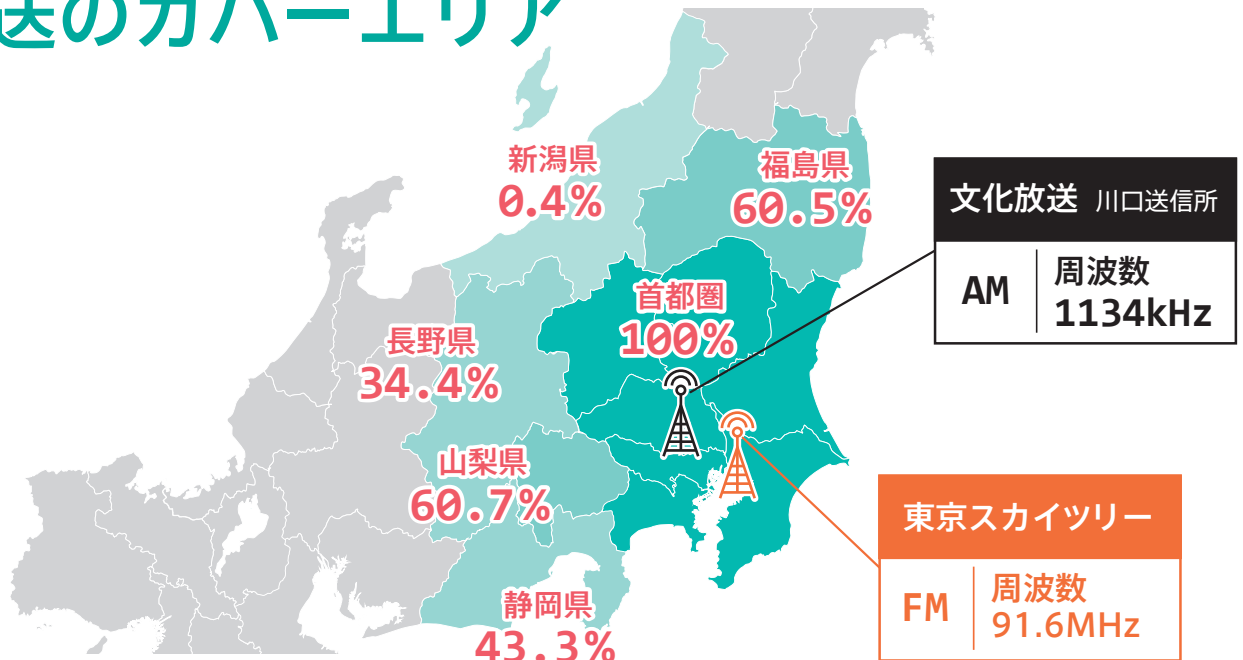 送のカバーエリア
新潟県
0.4%
福島県
60.5%
文化放送 川口送信所
AM
周波数
1134kHz
首都圏
100%
長野県
34.4%
山梨県
60.7%
東京スカイツリー
FM
周波数
91.6MHz
静岡県
43.3%